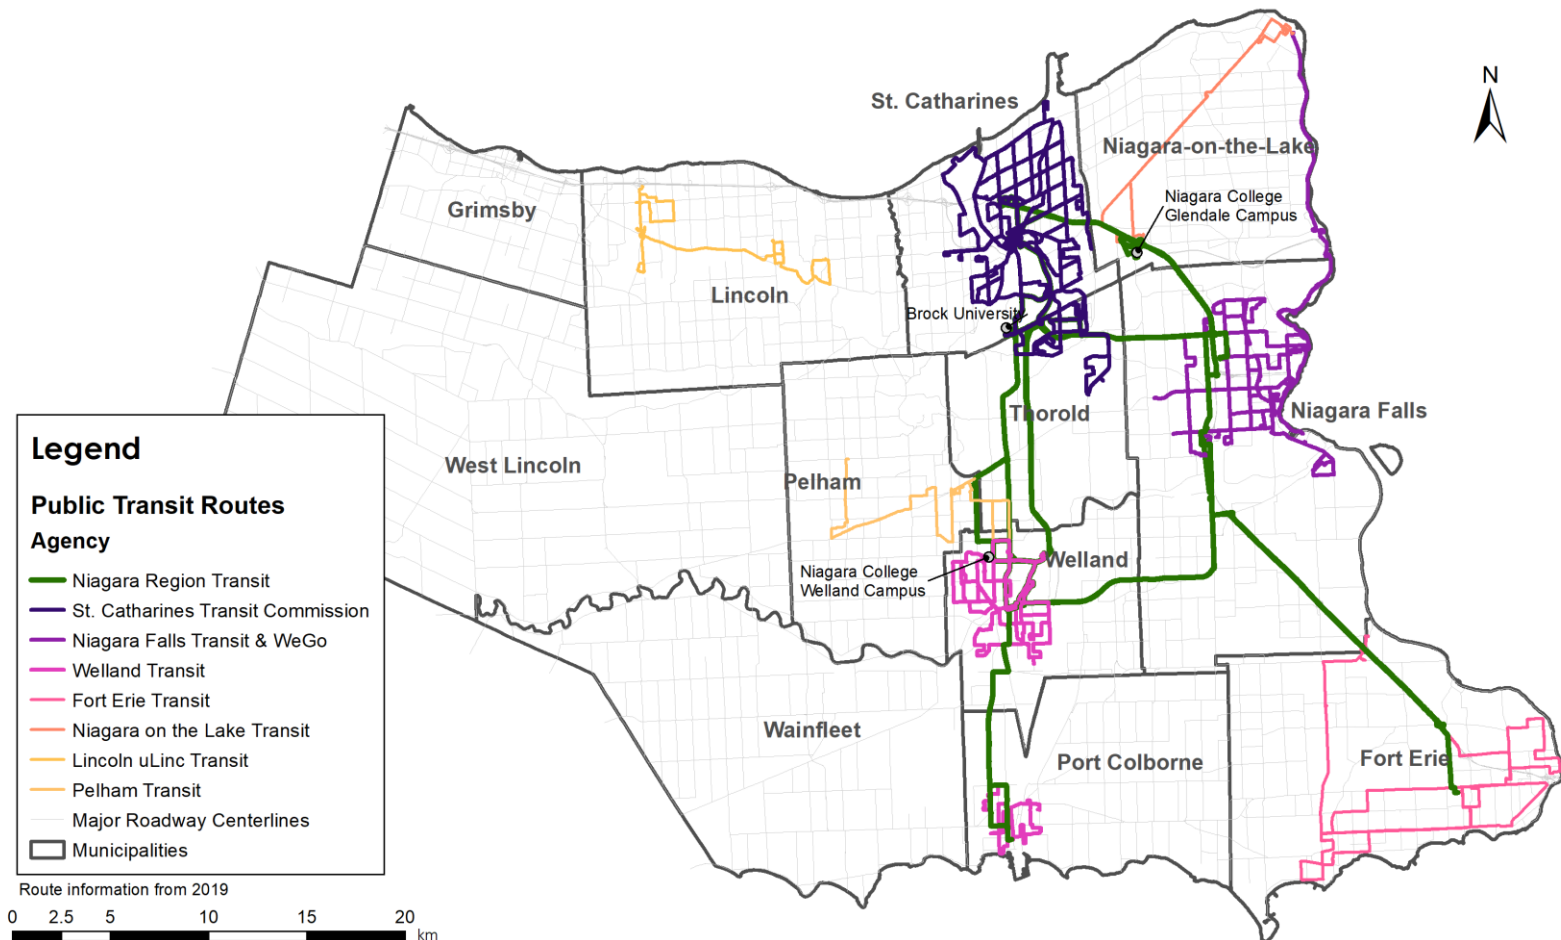 N
St. Catharines
Niagara-on-the-Lake
Niagara College
Glendale Campus
Grimsby
Lincoln
Brock University
Niagara Falls
Thorold
West Lincoln
Pelham
Welland
Niagara College
Welland Campus
Wainfleet
Port Colborne
Fort Erie
Legend
Public Transit Routes
Agency
Niagara Region Transit
St. Catharines Transit Commission
Niagara Falls Transit & WeGo
Welland Transit
Fort Erie Transit
Niagara on the Lake Transit
Lincoln uLinc Transit
Pelham Transit
Major Roadway Centerlines
Municipalities
Route information from 2019
0 2.5 5 10 15 20
km